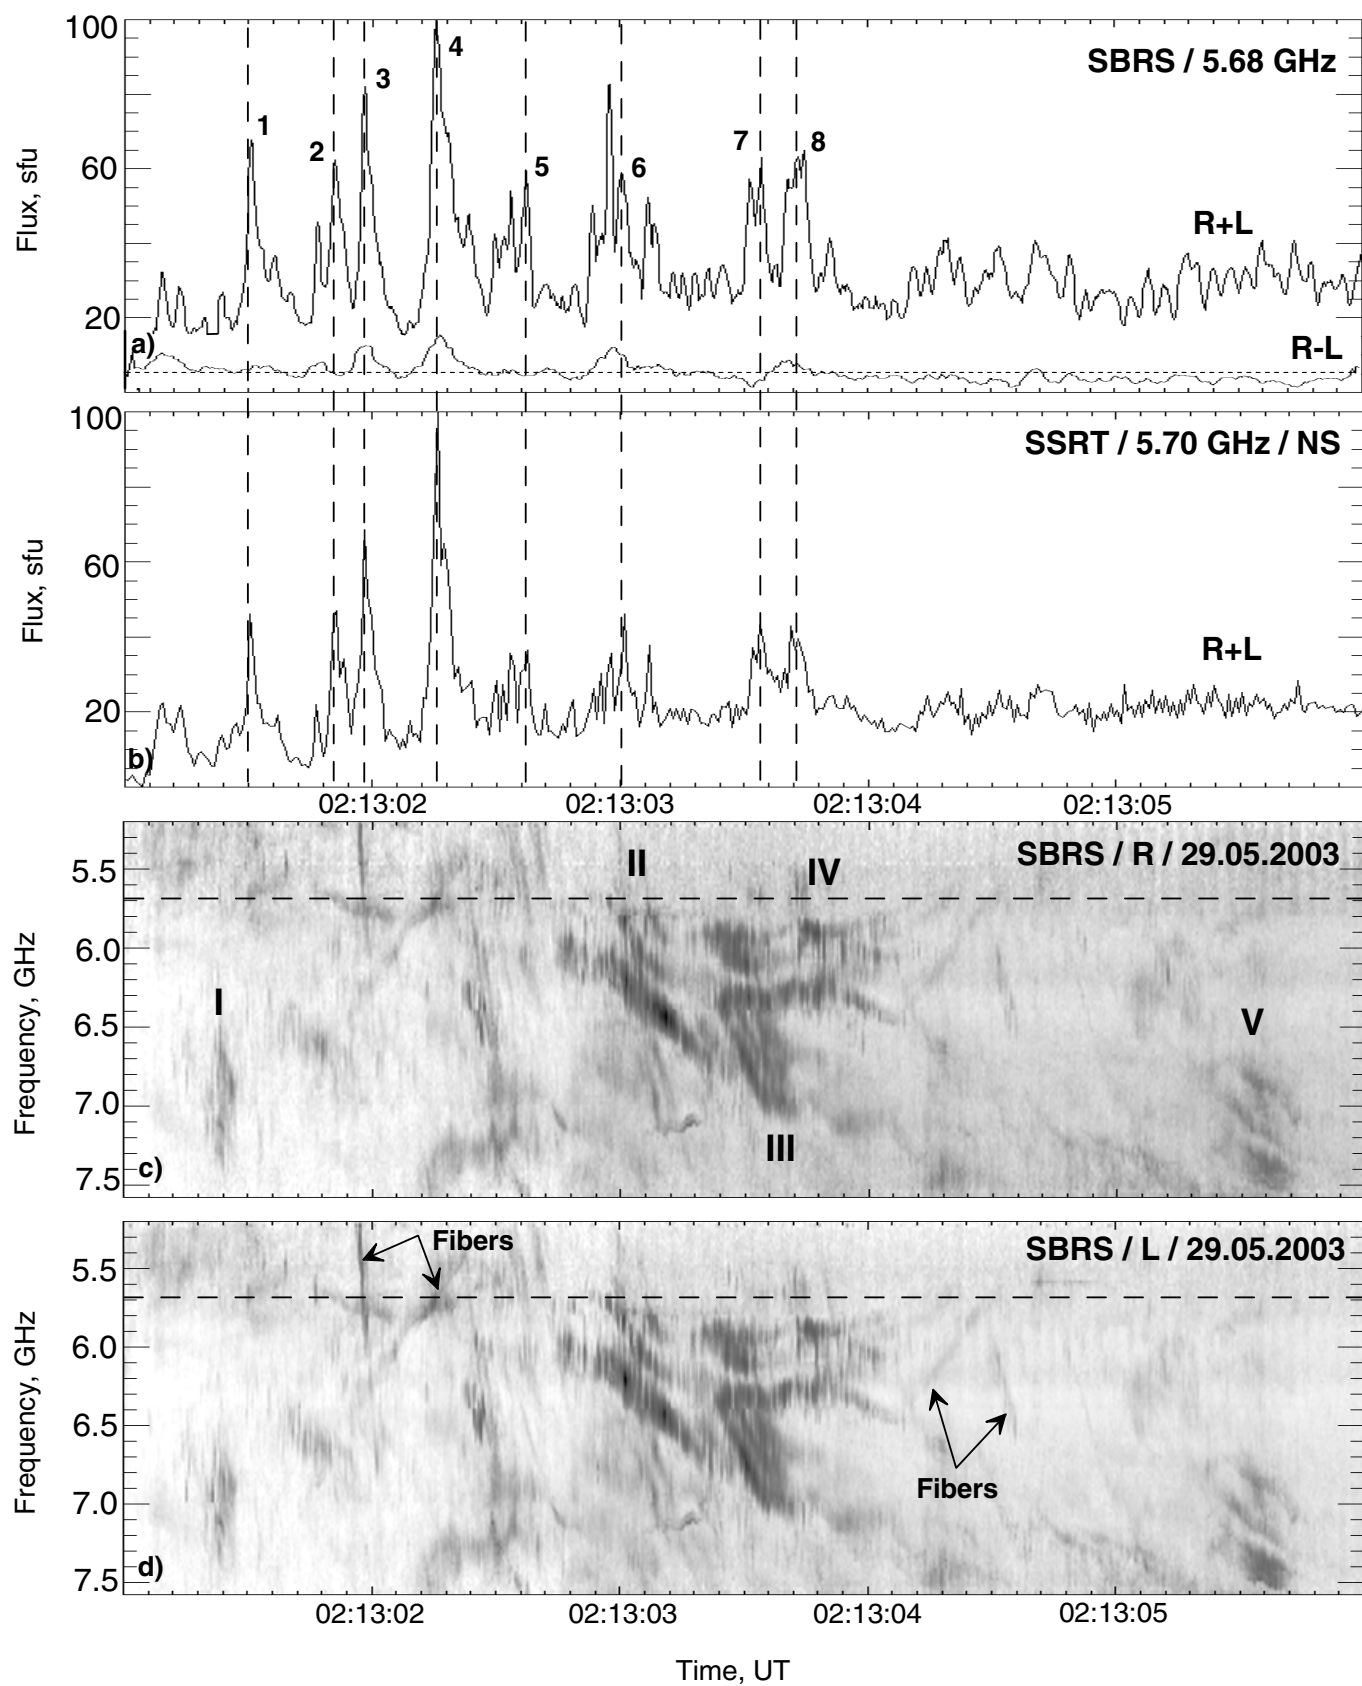 100
SBRS / 5.68 GHz
4
3
1
2
7
8
60
5
6
Flux, sfu
R+L
20
a)
R-L
100
SSRT / 5.70 GHz / NS
60
Flux, sfu
R+L
20
b)
02:13:02 02:13:03 02:13:04 02:13:05
SBRS / R / 29.05.2003
II
IV
5.5
6.0
I
6.5
V
7.0
III
7.5
c)
Frequency, GHz
Fibers
SBRS / L / 29.05.2003
5.5
6.0
6.5
Fibers
7.0
7.5
d)
Frequency, GHz
02:13:02 02:13:03 02:13:04 02:13:05
Time, UT